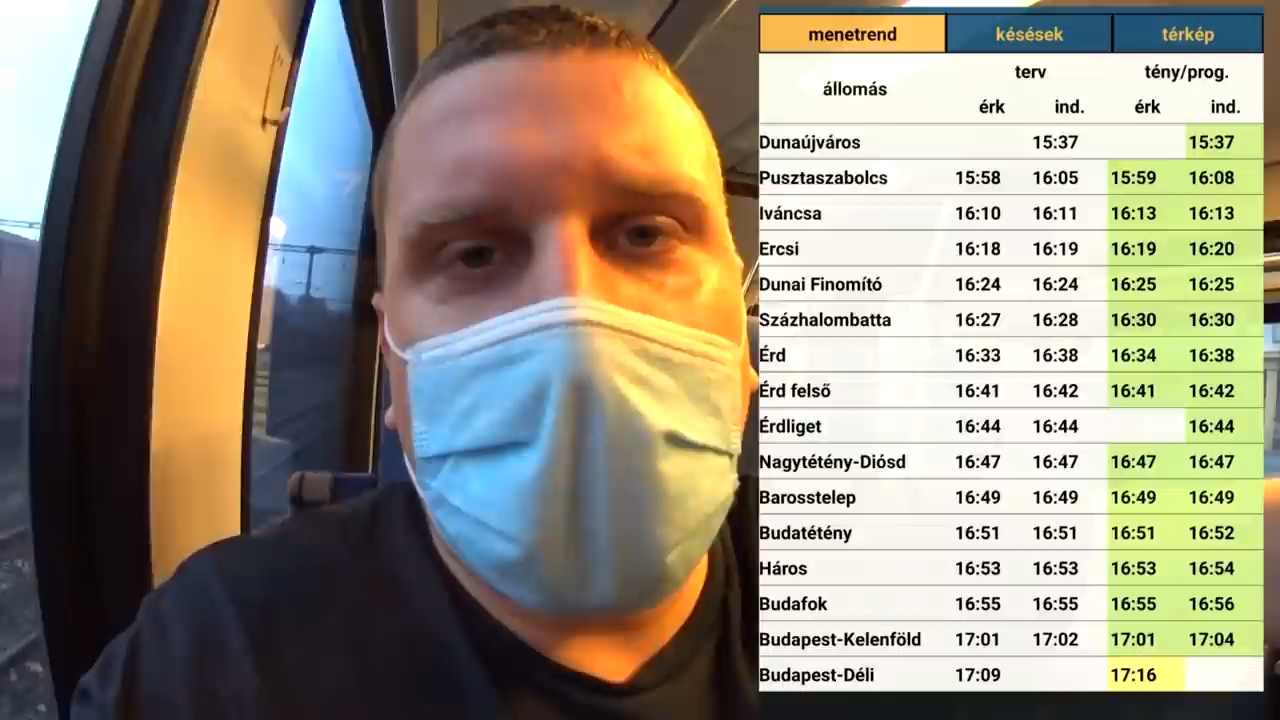 menetrend késések térkép
állomás terv tény/prog.
érk ind. érk ind.
Dunaújváros 15:37 15:37
Pusztaszabolcs 15:58 16:05 15:59 16:08
Iváncsa 16:10 16:11 16:13 16:13
Ercsi 16:18 16:19 16:19 16:20
Dunai Finomító 16:24 16:24 16:25 16:25
Százhalombatta 16:27 16:28 16:30 16:30
Érd 16:33 16:38 16:34 16:38
Érd felső 16:41 16:42 16:41 16:42
Érdliget 16:44 16:44 16:44
Nagytétény-Diósd 16:47 16:47 16:47 16:47
Barosstelep 16:49 16:49 16:49 16:49
Budatétény 16:51 16:51 16:51 16:52
Háros 16:53 16:53 16:53 16:54
Budafok 16:55 16:55 16:55 16:56
Budapest-Kelenföld 17:01 17:02 17:01 17:04
Budapest-Déli 17:09 17:16